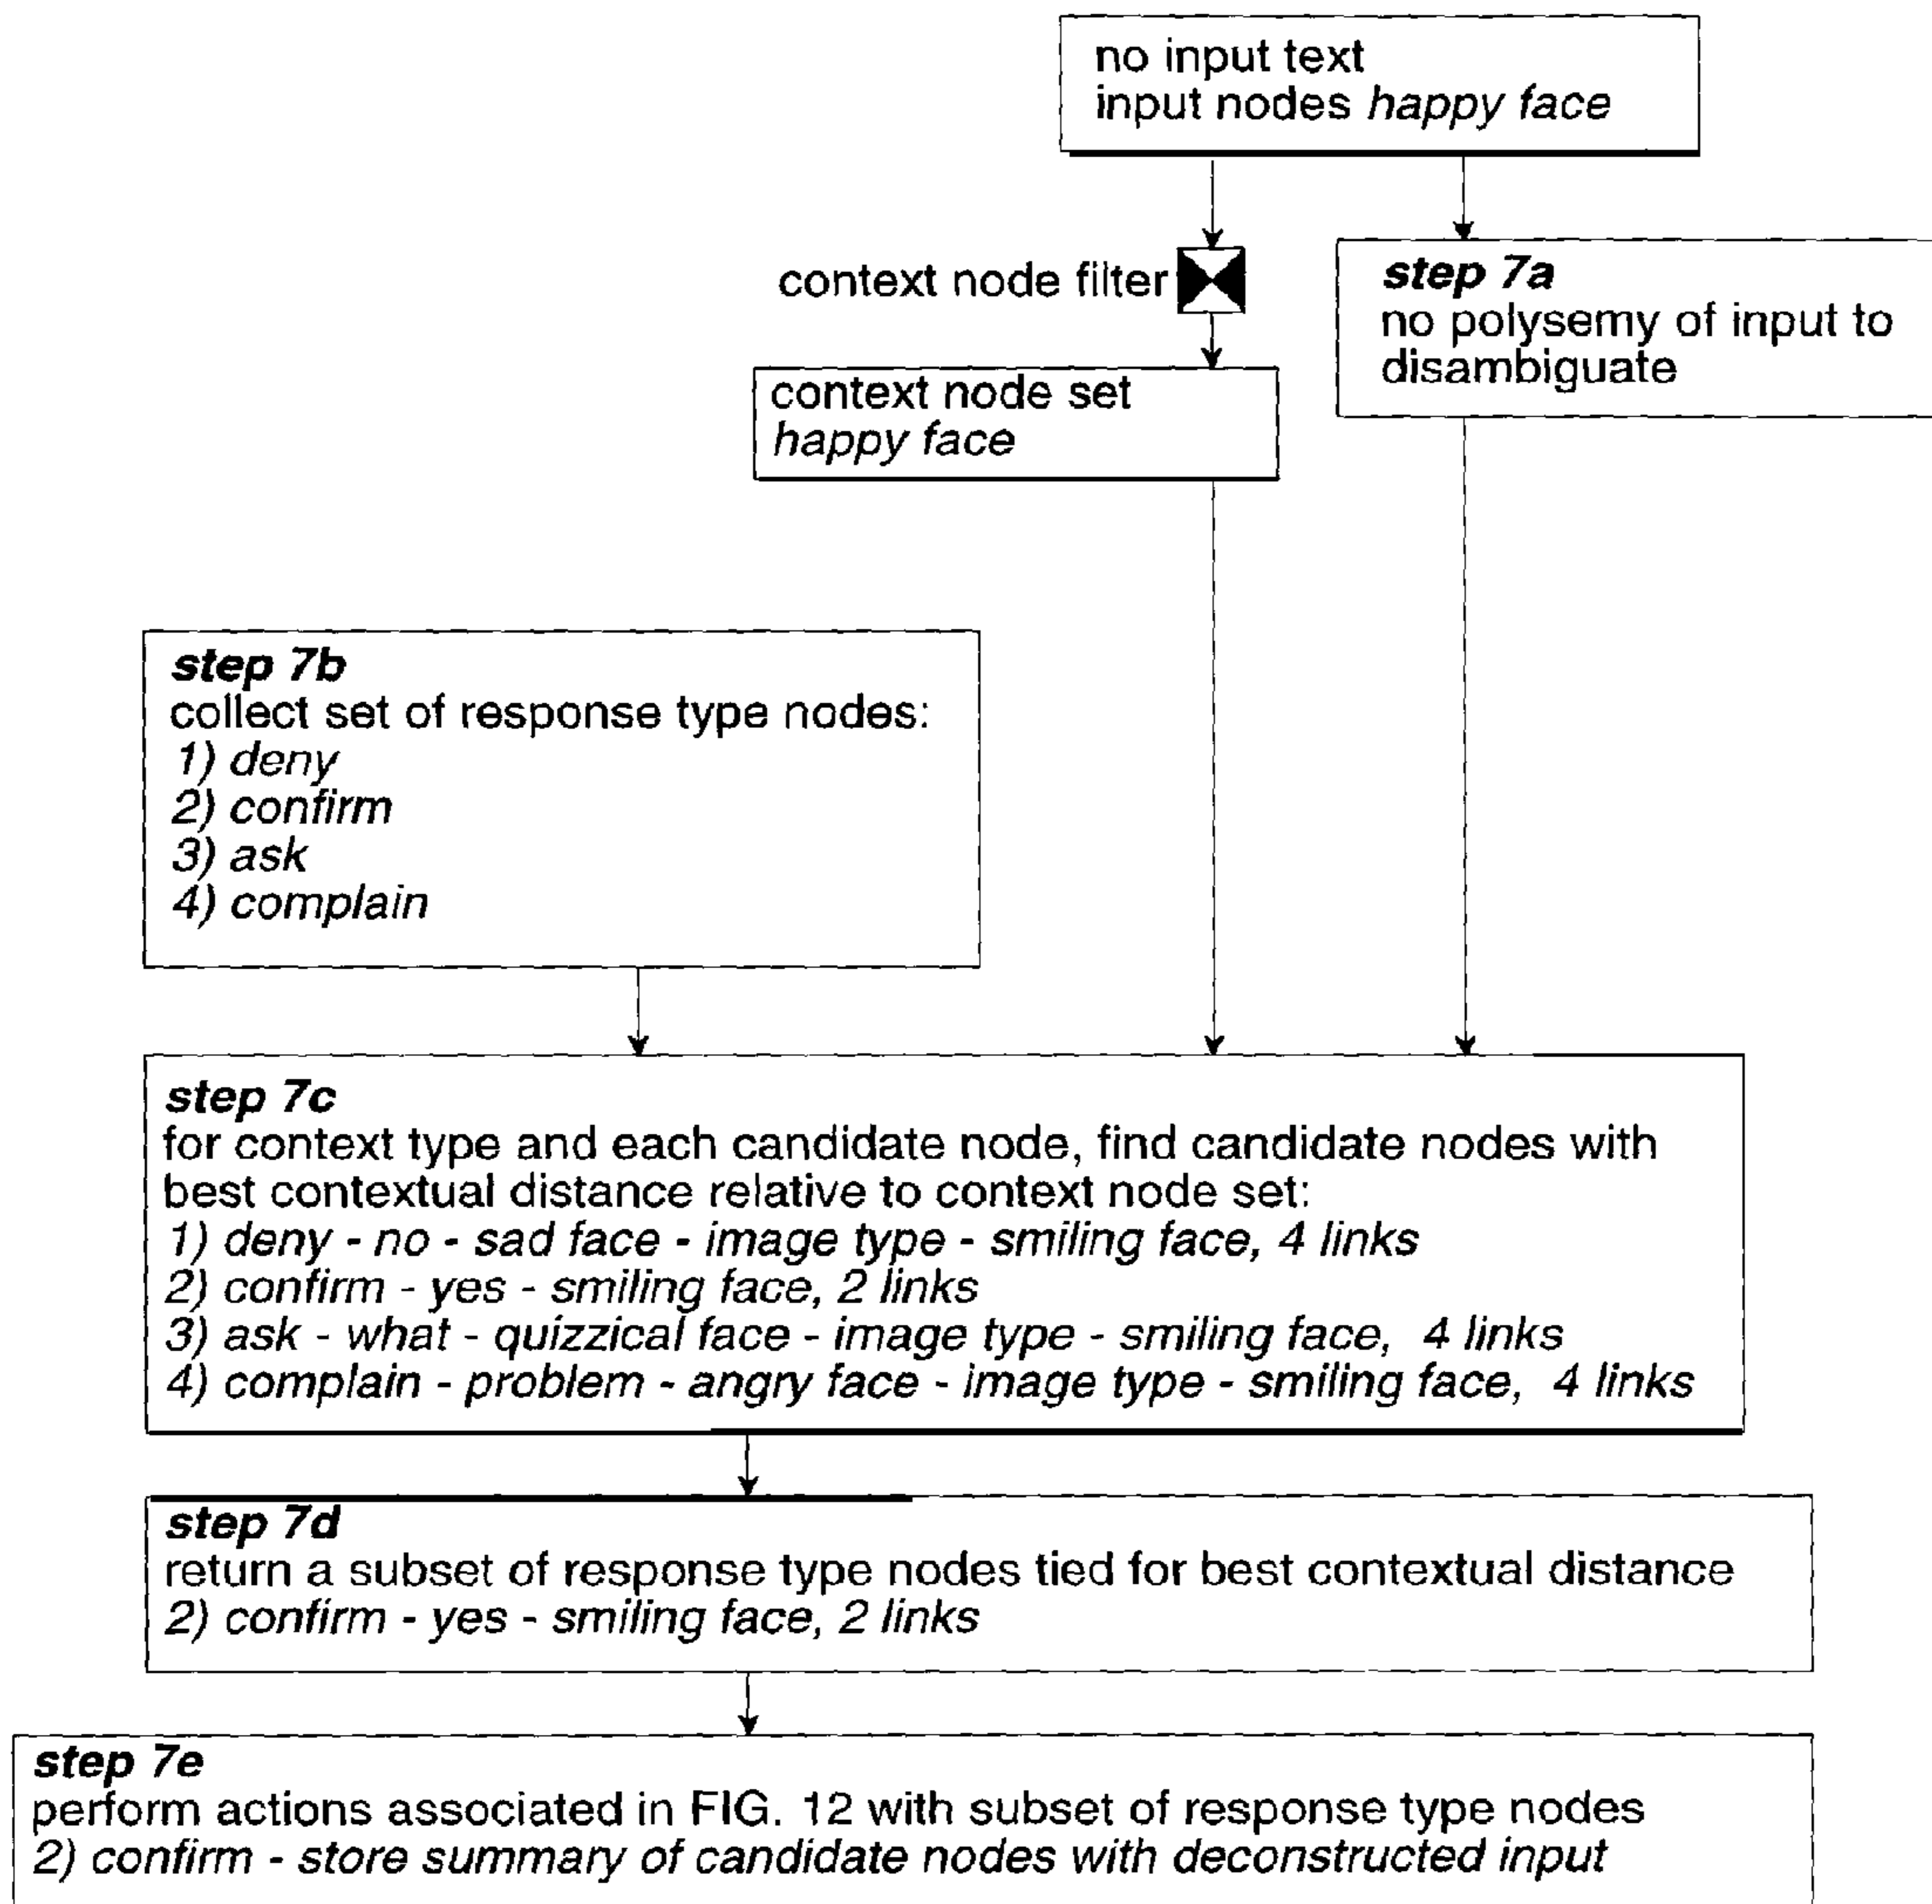 no input text
input nodes happy face
context node filter
step 7a
no polysemy of input to
disambiguate
context node set
happy face
step 7b
collect set of response type nodes:
1) deny
2) confirm
3) ask
4) complain
step 7c
for context type and each candidate node, find candidate nodes with
best contextual distance relative to context node set:
1) deny - no - sad face - image type - smiling face, 4 links
2) confirm - yes - smiling face, 2 links
3) ask - what - quizzical face - image type - smiling face, 4 links
4) complain - problem - angry face - image type - smiling face, 4 links
step 7d
return a subset of response type nodes tied for best contextual distance
2) confirm - yes - smiling face, 2 links
step 7e
perform actions associated in FIG. 12 with subset of response type nodes
2) confirm - store summary of candidate nodes with deconstructed input